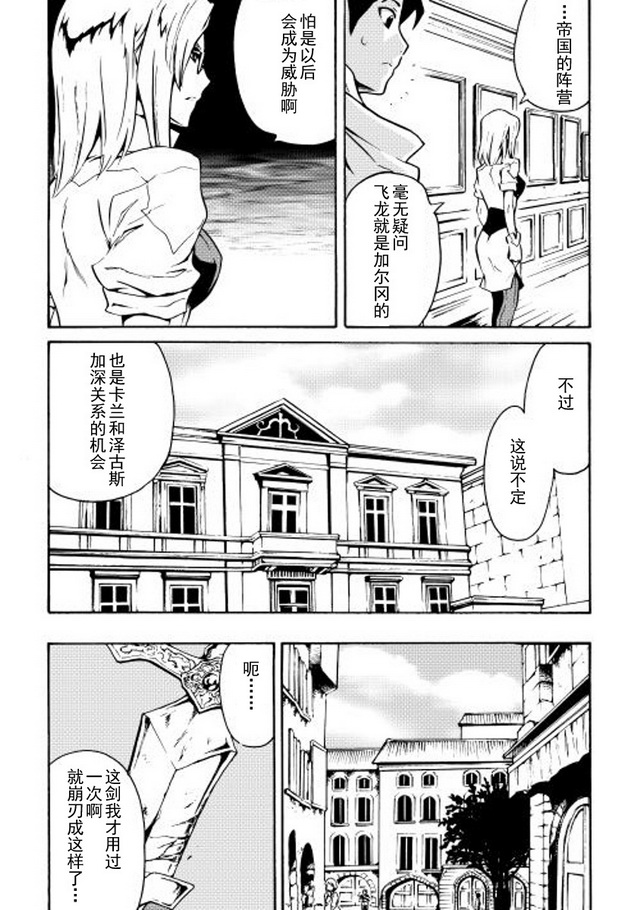 …帝国的阵营
毫无疑问
飞龙就是加尔冈的
怕是以后
会成为威胁啊
不过
这说不定
也是卡兰和泽古斯
加深关系的机会
呃……
这剑我才用过
一次啊
就崩刃成这样了…